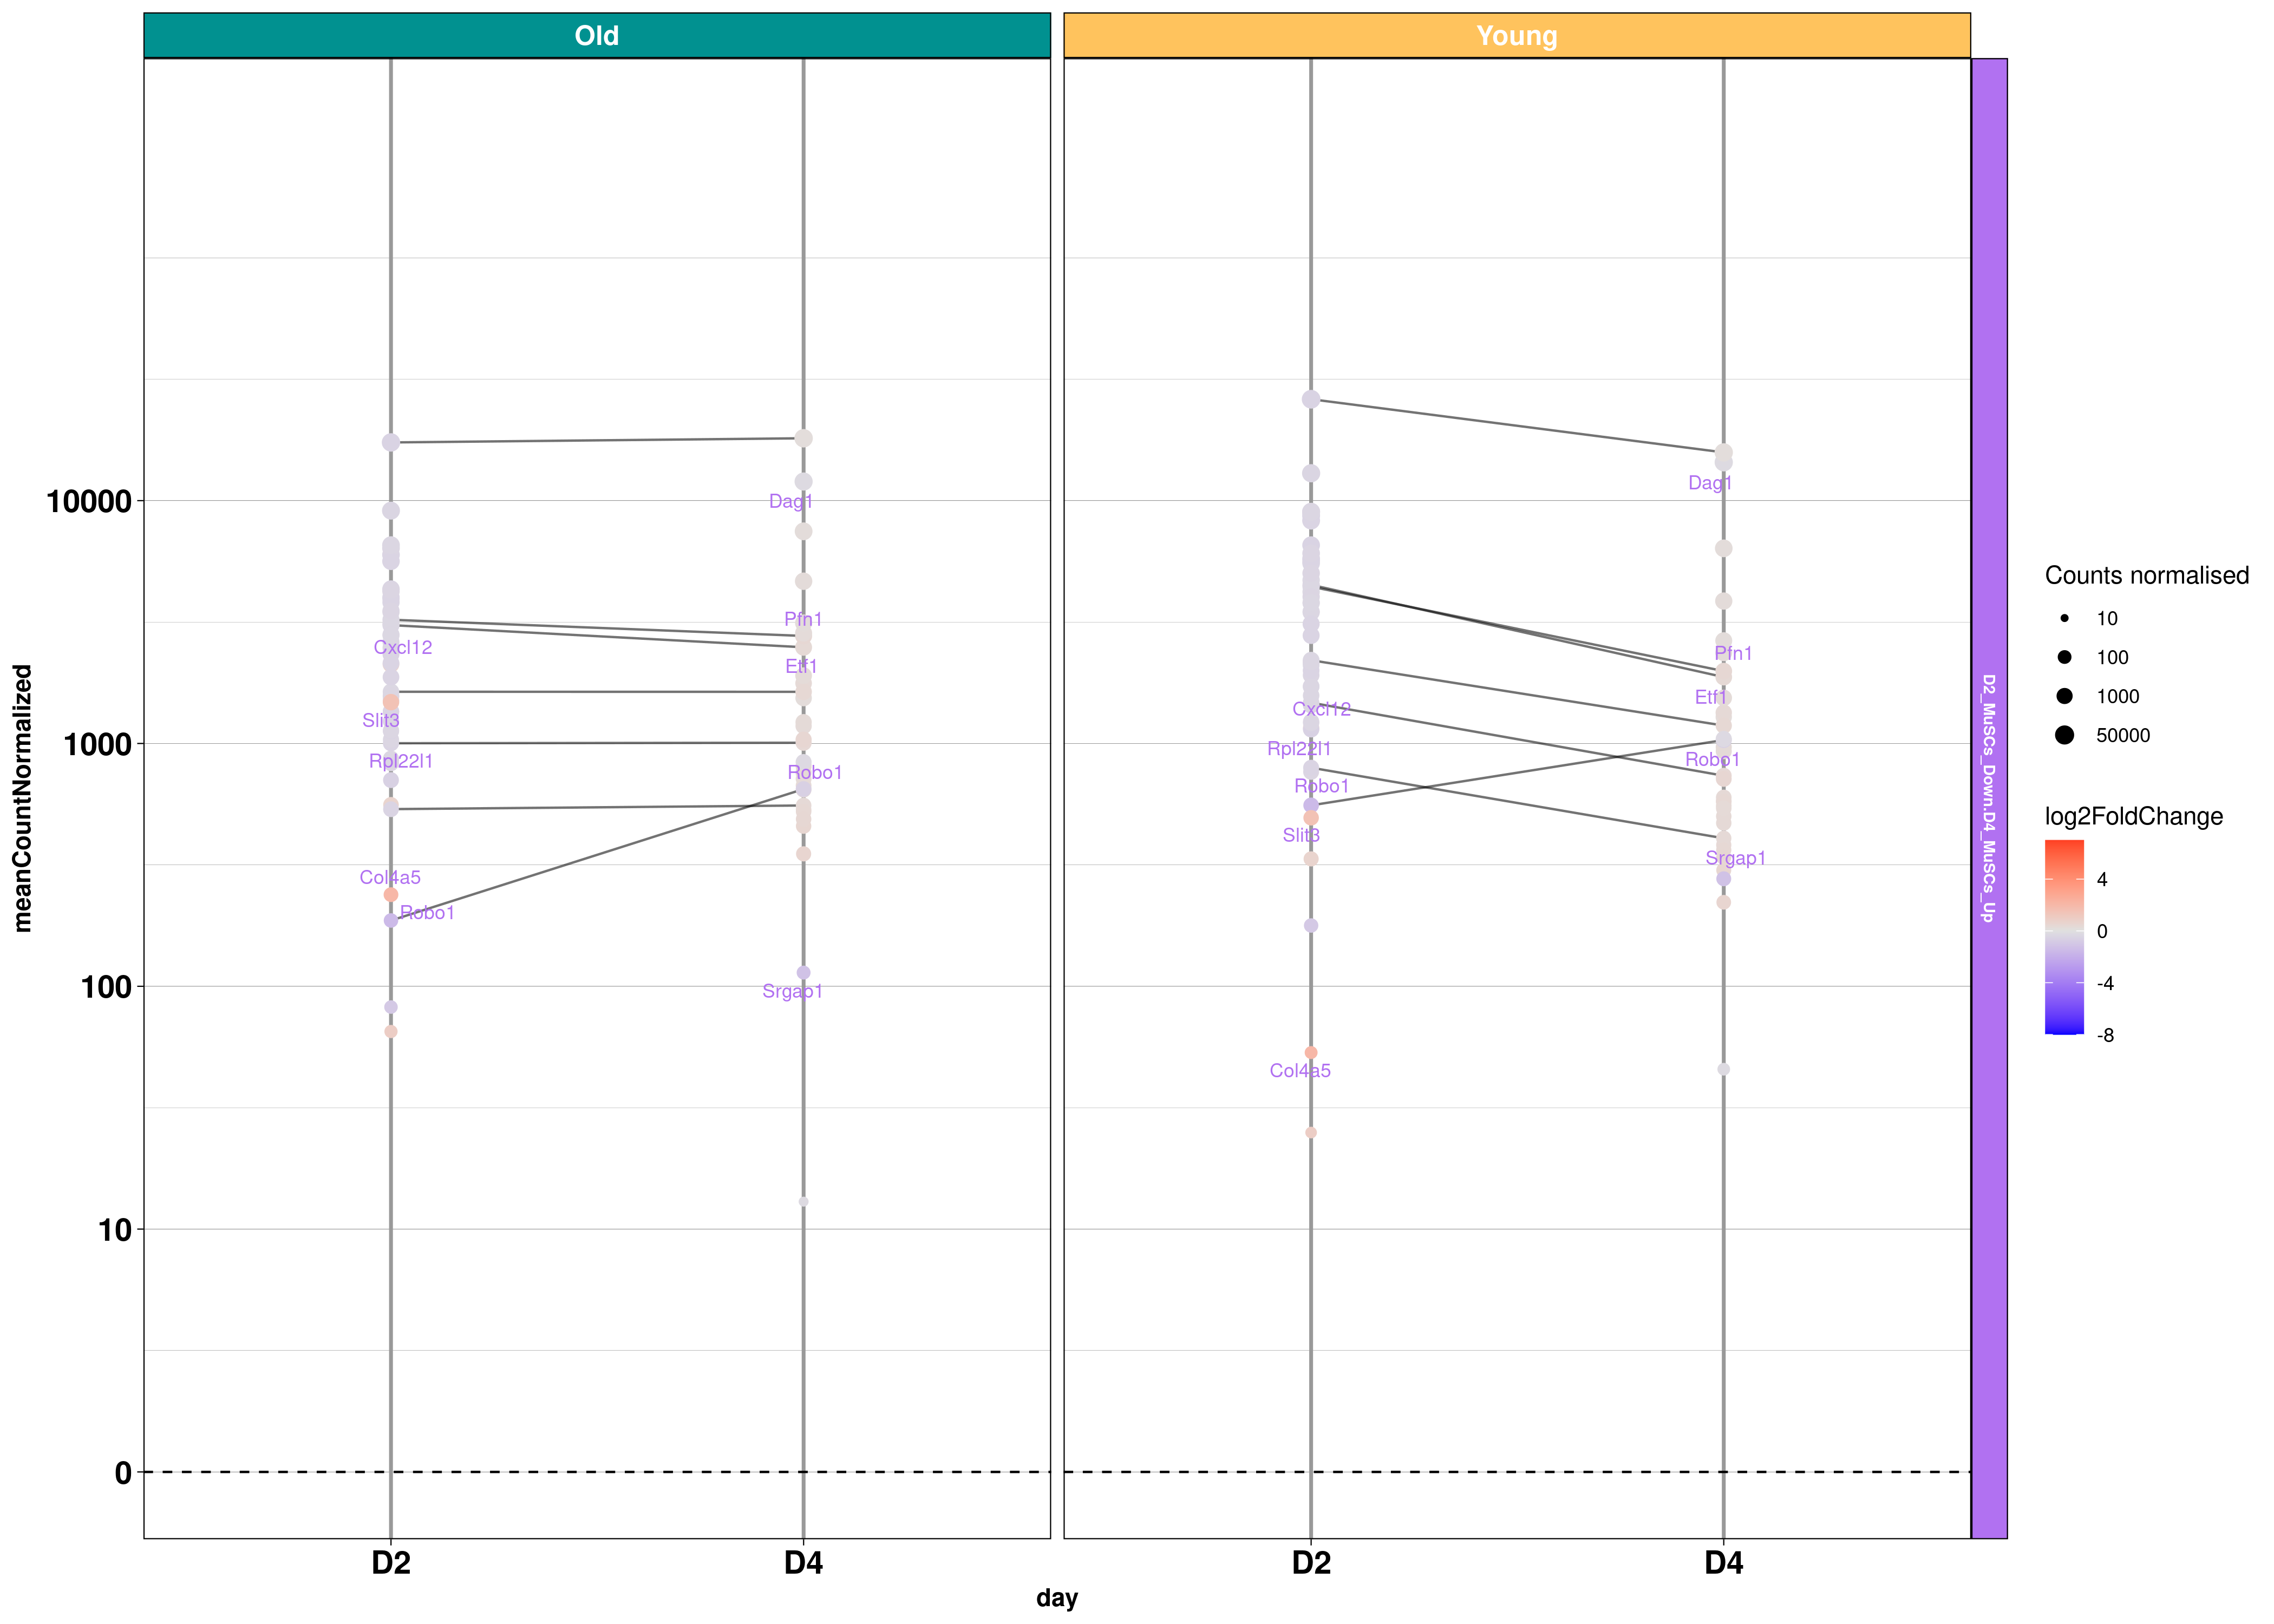 Old
Young
meanCountNormalized
10000
1000
100
10
0
Dag1
Pfn1
Cxcl12
Etf1
Slit3
Rpl22l1
Robo1
Col4a5
Robo1
Srgap1
Dag1
Pfn1
Etf1
Cxcl12
Rpl22l1
Robo1
Robo1
Slit3
Srgap1
Col4a5
D2_MuSCs_Down.D4_MuSCs_Up
D2
D4
D2
D4
day
Counts normalised
10
100
1000
50000
log2FoldChange
4
0
-4
-8